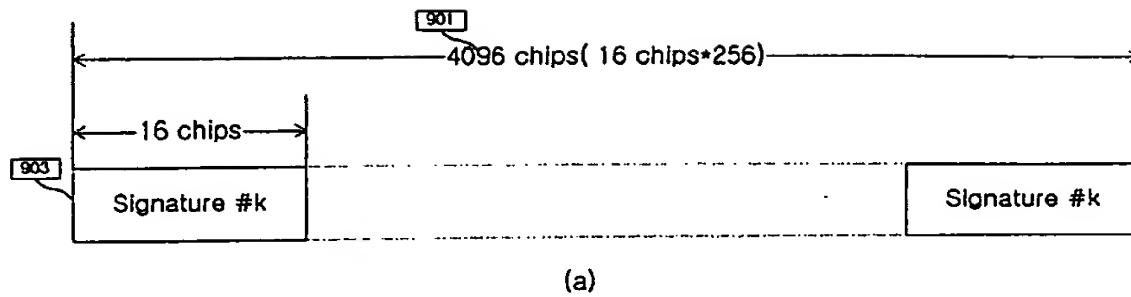 901
4096 chips( 16 chips*256)
16 chips
903
Signature #k
Signature #k
(a)